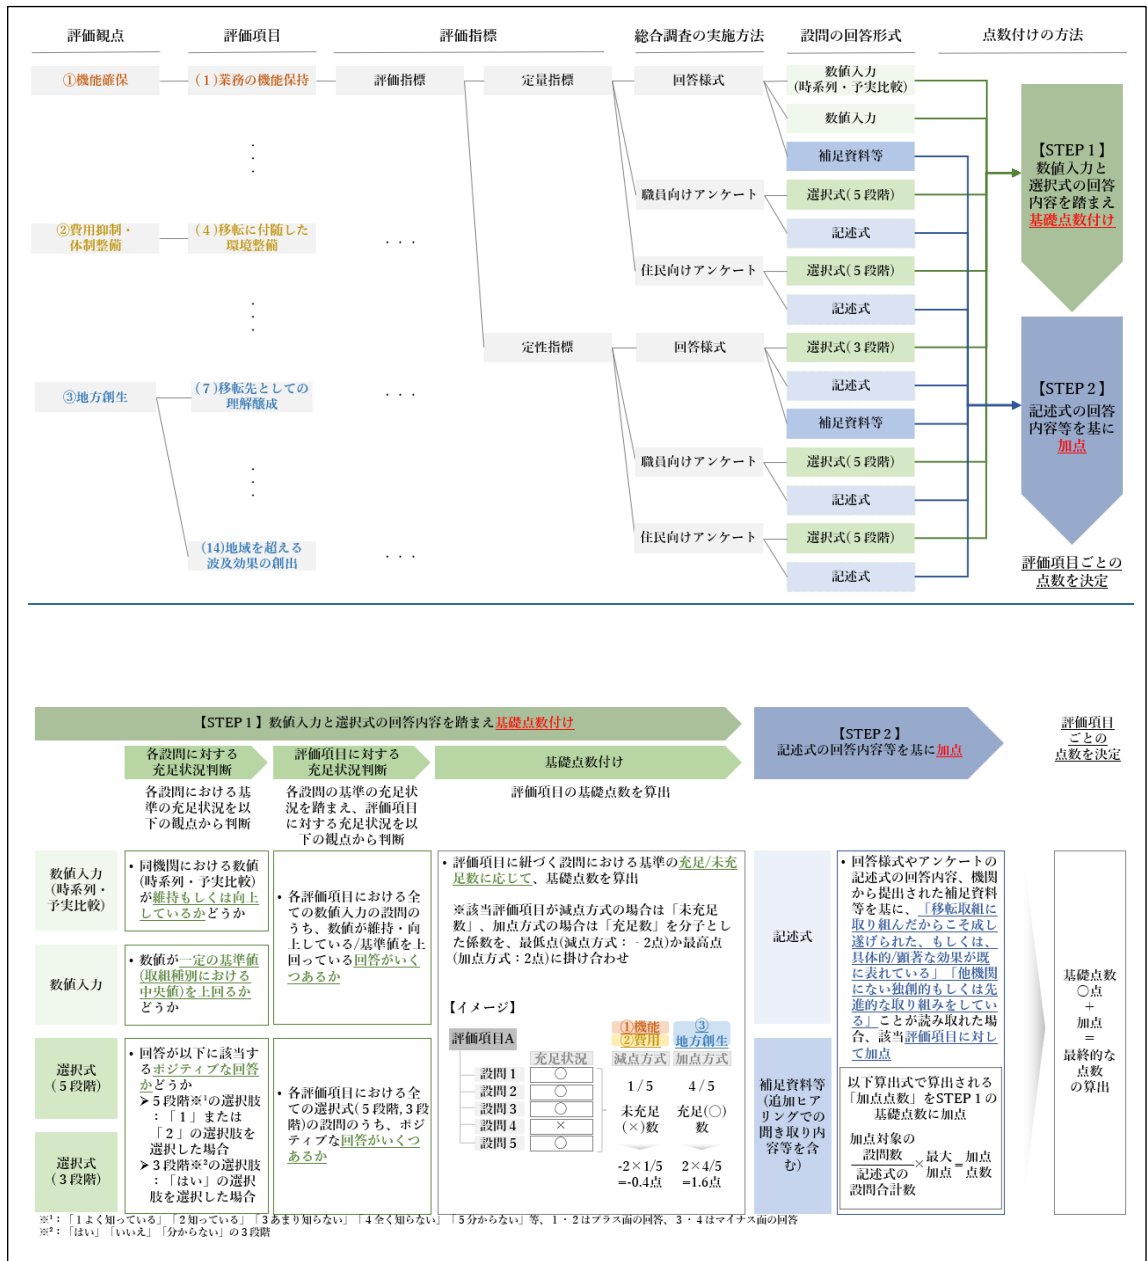 評価観点
評価項目
評価指標
総合調査の実施方法
設問の回答形式
点数付けの方法
①機能確保
(1)業務の機能保持
評価指標
定量指標
回答様式
数値入力
(時系列・予実比較)
数値入力
補足資料等
職員向けアンケート
選択式(5段階)
記述式
住民向けアンケート
選択式(5段階)
記述式
②費用抑制・
体制整備
(4)移転に付随した
環境整備
・・・
定性指標
回答様式
選択式(3段階)
記述式
補足資料等
③地方創生
(7)移転先としての
理解醸成
・・・
職員向けアンケート
選択式(5段階)
記述式
住民向けアンケート
選択式(5段階)
記述式
(14)地域を超える
波及効果の創出
・・・
【STEP1】
数値入力と
選択式の回答
内容を踏まえ
基礎点数付け
【STEP2】
記述式の回答
内容等を基に
加点
評価項目ごとの
点数を決定
【STEP1】数値入力と選択式の回答内容を踏まえ基礎点数付け
【STEP2】
記述式の回答内容等を基に加点
評価項目
ごとの
点数を決定
各設問に対する
充足状況判断
評価項目に対する
充足状況判断
基礎点数付け
各設問における基
準の充足状況を以
下の観点から判断
各設問の基準の充足状
況を踏まえ、評価項目
に対する充足状況を以
下の観点から判断
評価項目の基礎点数を算出
数値入力
(時系列・
予実比較)
・同機関における数値
(時系列・予実比較)
が維持もしくは向上
しているかどうか
数値入力
・数値が一定の基準値
(取組種別における
中央値)を上回るか
どうか
・各評価項目における全
ての数値入力の設問の
うち、数値が維持・向
上している/基準値を上
回っている回答がいく
つあるか
選択式
(5段階)
選択式
(3段階)
・回答が以下に該当す
るポジティブな回答
かどうか
➤5段階※¹の選択肢
:「1」または
「2」の選択肢を
選択した場合
➤3段階※²の選択肢
:「はい」の選択
肢を選択した場合
・各評価項目における全
ての選択式(5段階,3段
階)の設問のうち、ポジ
ティブな回答がいくつ
あるか
・評価項目に紐づく設問における基準の充足/未充
足数に応じて、基礎点数を算出
※該当評価項目が減点方式の場合は「未充足
数」、加点方式の場合は「充足数」を分子とし
た係数を、最低点(減点方式:‐2点)か最高点
(加点方式:2点)に掛け合わせ
【イメージ】
評価項目A
充足状況
設問1 ○
設問2 ○
設問3 ○
設問4 ×
設問5 ○
①機能
②費用
減点方式
1/5
未充足
(×)数
-2×1/5
=-0.4点
③
地方創生
加点方式
4/5
充足(○)
数
2×4/5
=1.6点
記述式
補足資料等
(追加ヒア
リングでの
聞き取り内
容等を含
む)
・回答様式やアンケートの
記述式の回答内容、機関
から提出された補足資料
等を基に、「移転取組に
取り組んだからこそ成し
遂げられた、もしくは、
具体的/顕著な効果が既
に表れている」「他機関
にない独創的もしくは先
進的な取り組みをしてい
る」ことが読み取れた場
合、該当評価項目に対し
て加点
以下算出式で算出される
「加点点数」をSTEP1の
基礎点数に加点
加点対象の
設問数
記述式の
設問合計数
×最大加点=加点点数
基礎点数
○点
+
加点
=
最終的な
点数
の算出
※¹:「1よく知っている」「2知っている」「3あまり知らない」「4全く知らない」「5分からない」等、1・2はプラス面の回答、3・4はマイナス面の回答
※²:「はい」「いいえ」「分からない」の3段階